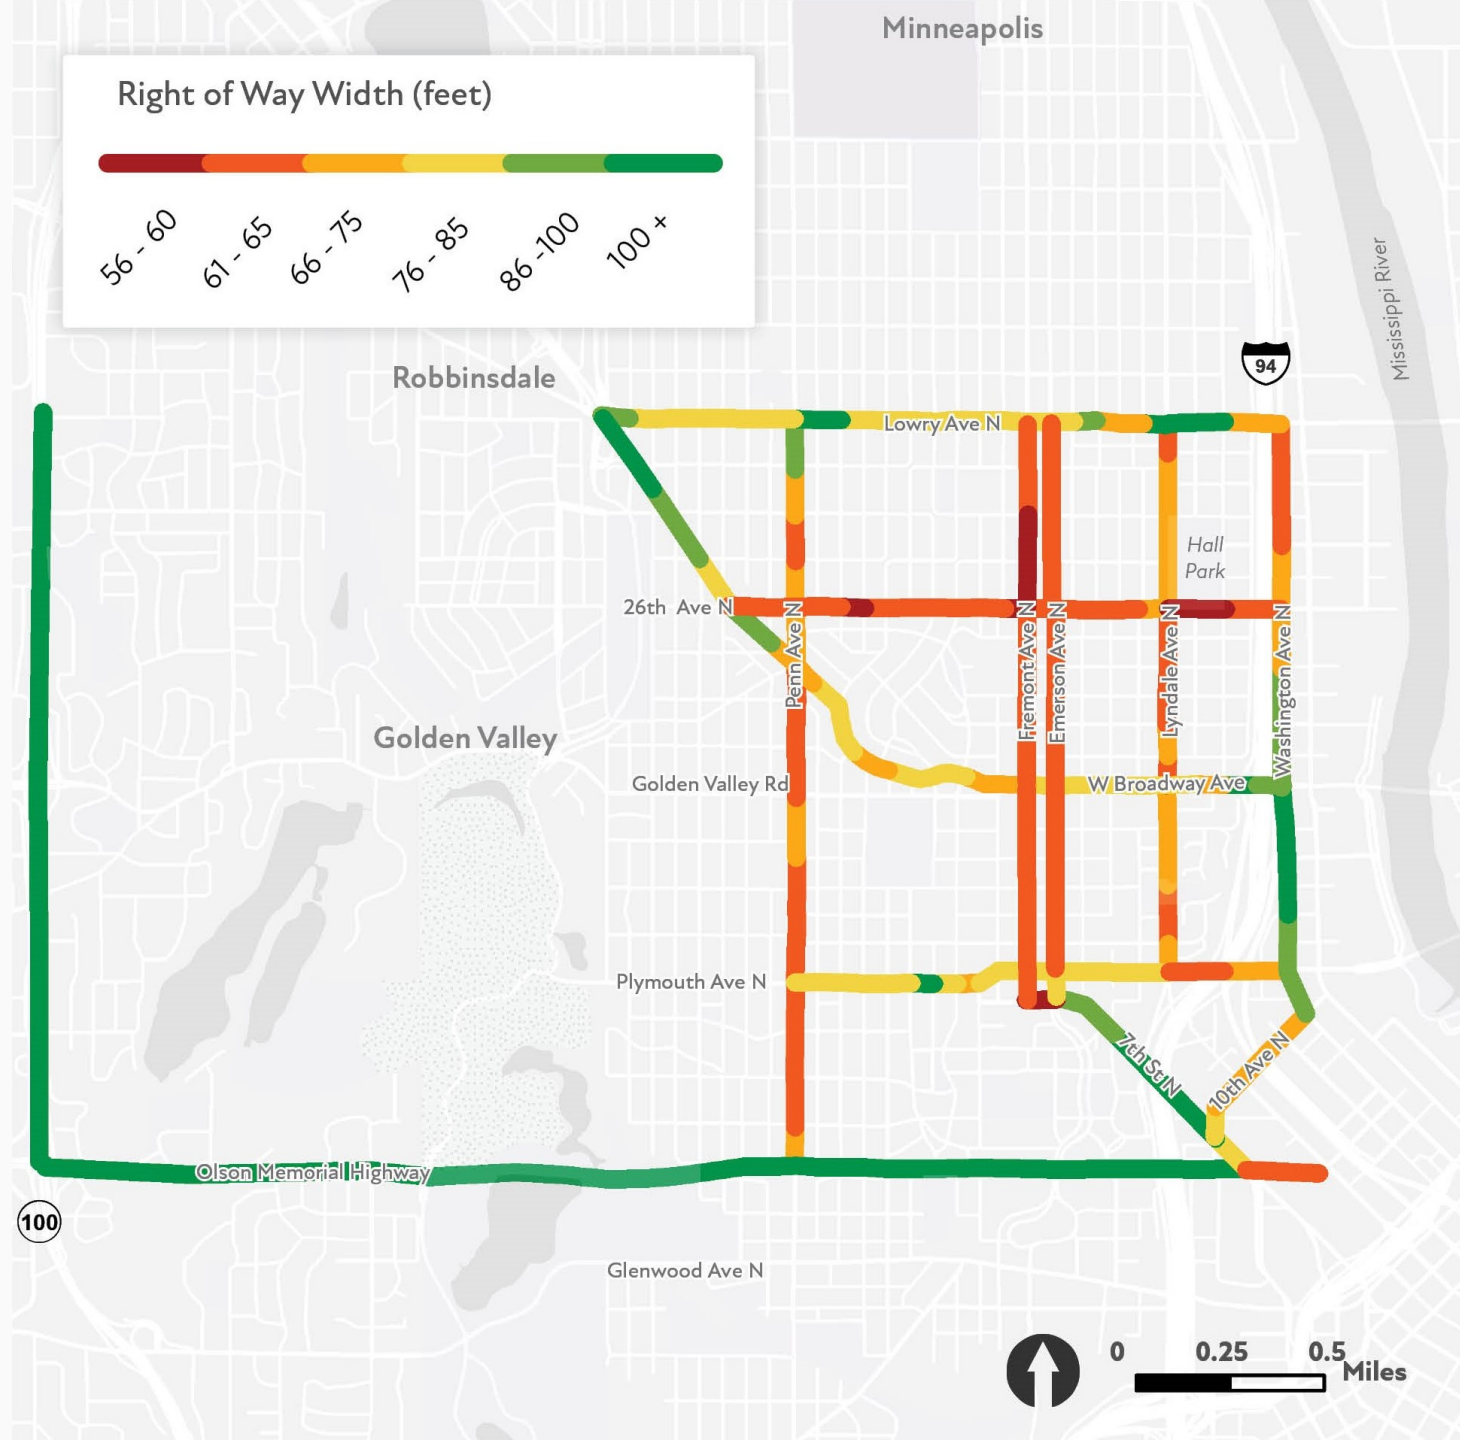 Minneapolis
Right of Way Width (feet)
56 - 60
61 - 65
66 - 75
76 - 85
86 -100
100 +
Mississippi River
94
Robbinsdale
Lowry Ave N
Hall
Park
26th Ave N
Penn Ave N
Fremont Ave N
Emerson Ave N
Lyndale Ave N
Washington Ave N
Golden Valley
Golden Valley Rd
W Broadway Ave
Plymouth Ave N
7th St N
10th Ave N
Olson Memorial Highway
100
Glenwood Ave N
0 0.25 0.5
Miles